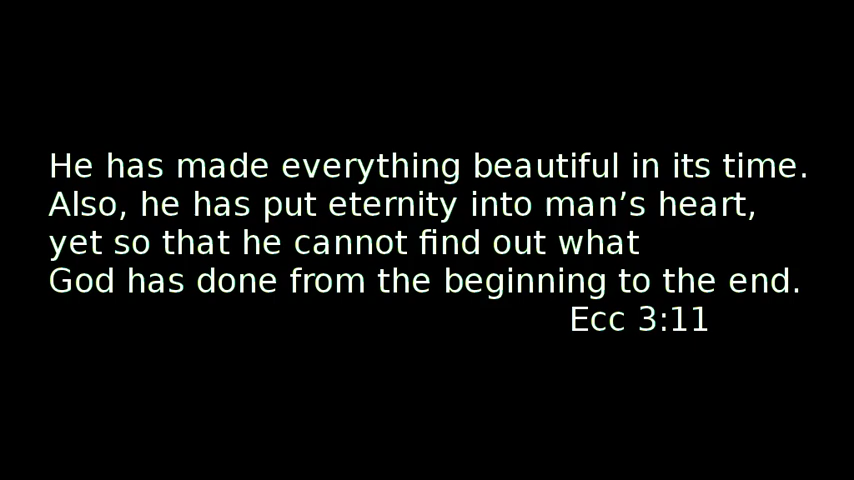 He has made everything beautiful in its time.
Also, he has put eternity into man’s heart,
yet so that he cannot find out what
God has done from the beginning to the end.
Ecc 3:11